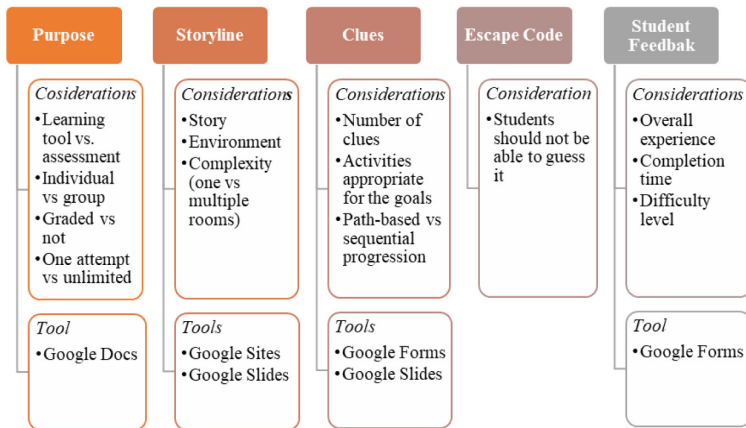 Purpose
Cosiderations
•Learning
tool vs.
assessment
•Individual
vs group
•Graded vs
not
•One attempt
vs unlimited
Tool
•Google Docs
Storyline
Considerations
•Story
•Environment
•Complexity
(one vs
multiple
rooms)
Tools
•Google Sites
•Google Slides
Clues
Considerations
•Number of
clues
•Activities
appropriate
for the goals
•Path-based vs
sequential
progression
Tools
•Google Forms
•Google Slides
Escape Code
Consideration
•Students
should not be
able to guess
it
Student
Feedbak
Considerations
•Overall
experience
•Completion
time
•Difficulty
level
Tool
•Google Forms